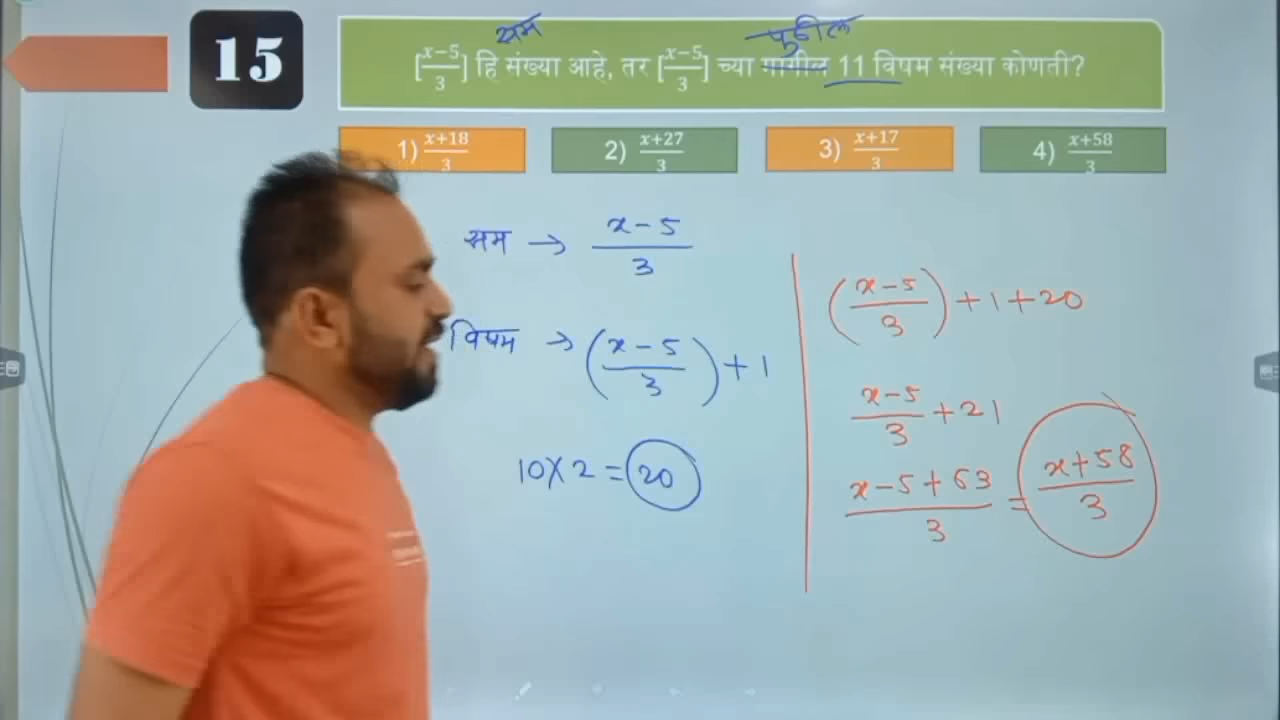 15
सम
पुढील
[x-5/3] हि संख्या आहे, तर [x-5/3] च्या मागील 11 विषम संख्या कोणती?
1) x+18/3
2) x+27/3
3) x+17/3
4) x+58/3
सम → x-5/3
विषम → (x-5/3) + 1
10X2 = 20
(x-5/3) + 1 + 20
x-5/3 + 21
x-5+63/3 = x+58/3